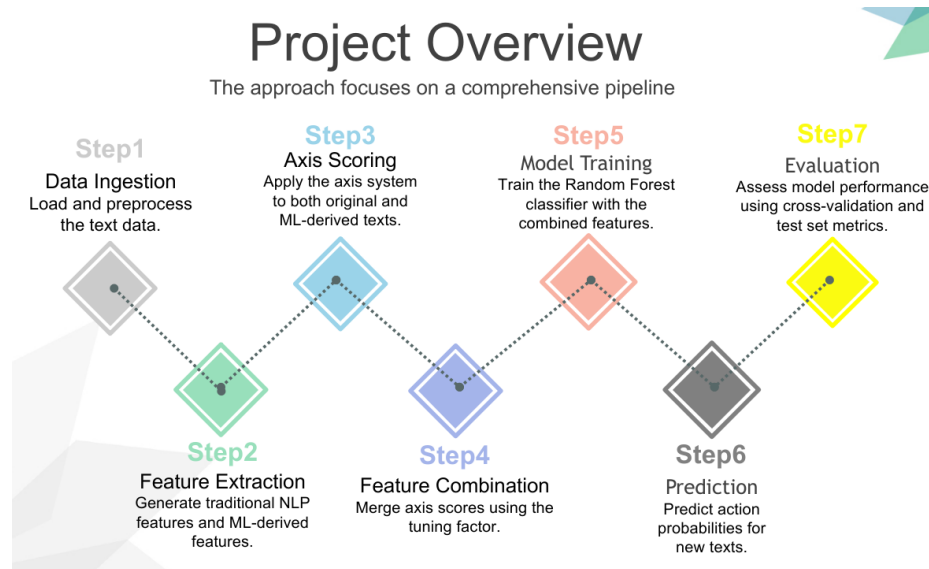 Project Overview
The approach focuses on a comprehensive pipeline
Step1
Data Ingestion
Load and preprocess
the text data.
Step2
Feature Extraction
Generate traditional NLP
features and ML-derived
features.
Step3
Axis Scoring
Apply the axis system
to both original and
ML-derived texts.
Step4
Feature Combination
Merge axis scores using the
tuning factor.
Step5
Model Training
Train the Random Forest
classifier with the
combined features.
Step6
Prediction
Predict action
probabilities for
new texts.
Step7
Evaluation
Assess model performance
using cross-validation and
test set metrics.